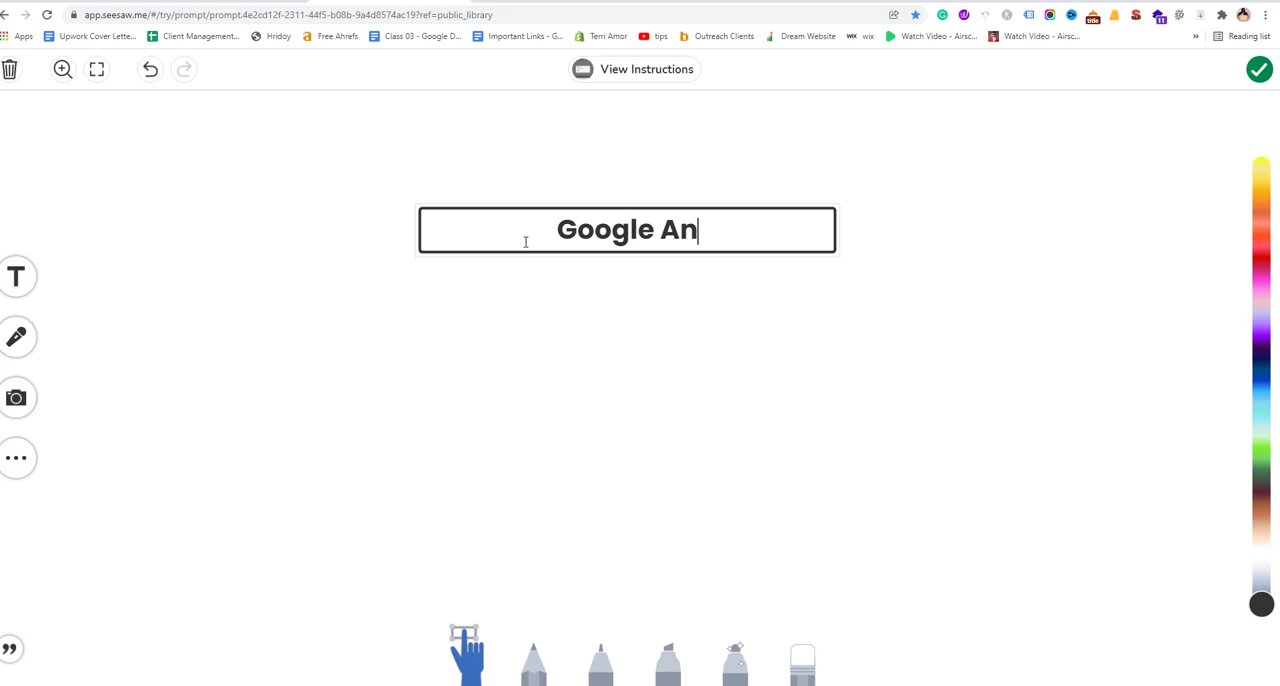 app.seesaw.me/#/try/prompt/prompt.4e2cd12f-2311-44f5-b08b-9a4d8574ac19?ref=public_library
Apps Upwork Cover Lette... Client Management... Hriday Free Ahrefs Class 03 - Google D... Important Links - G... Terri Amor tips Outreach Clients Dream Website WIX wix Watch Video - Airsc... Watch Video - Airsc... » Reading list
View Instructions
Google An
T